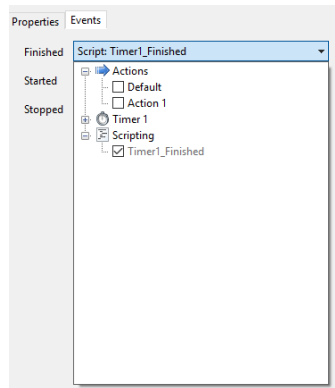 Properties Events
Finished Script: Timer1_Finished
Started
Stopped
Actions
Default
Action 1
Timer 1
Scripting
Timer1_Finished